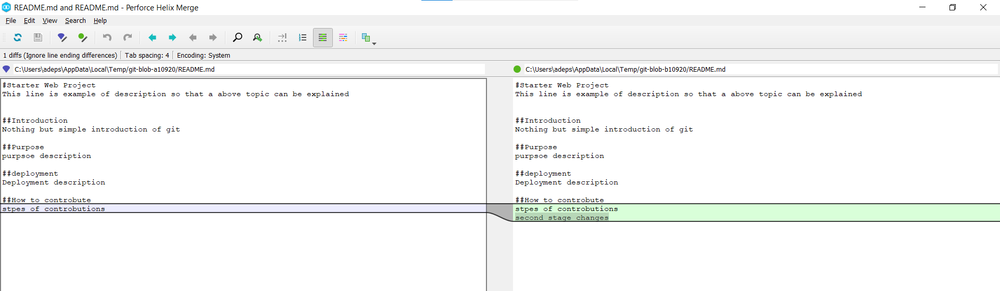 README.md and README.md - Perforce Helix Merge
File Edit View Search Help
1 diffs (Ignore line ending differences) Tab spacing: 4 Encoding: System
C:\Users\adeps\AppData\Local\Temp/git-blob-a10920/README.md
#Starter Web Project
This line is example of description so that a above topic can be explained
##Introduction
Nothing but simple introduction of git
##Purpose
purpsoe description
##deployment
Deployment description
##How to controbute
stpes of controbutions
C:\Users\adeps\AppData\Local\Temp/git-blob-b10920/README.md
#Starter Web Project
This line is example of description so that a above topic can be explained
##Introduction
Nothing but simple introduction of git
##Purpose
purpsoe description
##deployment
Deployment description
##How to controbute
stpes of controbutions
second stage changes